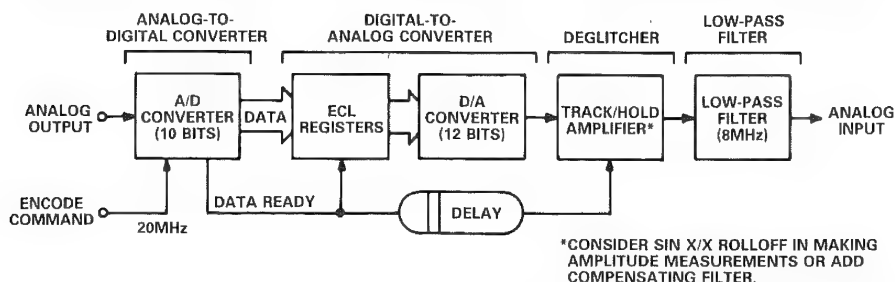 ANALOG-TO-
DIGITAL CONVERTER
DIGITAL-TO-
ANALOG CONVERTER
DEGLITCHER
LOW-PASS
FILTER
ANALOG
OUTPUT
A/D
CONVERTER
(10 BITS)
DATA
ECL
REGISTERS
D/A
CONVERTER
(12 BITS)
TRACK/HOLD
AMPLIFIER*
LOW-PASS
FILTER
(8MHz)
ANALOG
INPUT
ENCODE
COMMAND
20MHz
DATA READY
DELAY
*CONSIDER SIN X/X ROLLOFF IN MAKING
AMPLITUDE MEASUREMENTS OR ADD
COMPENSATING FILTER.